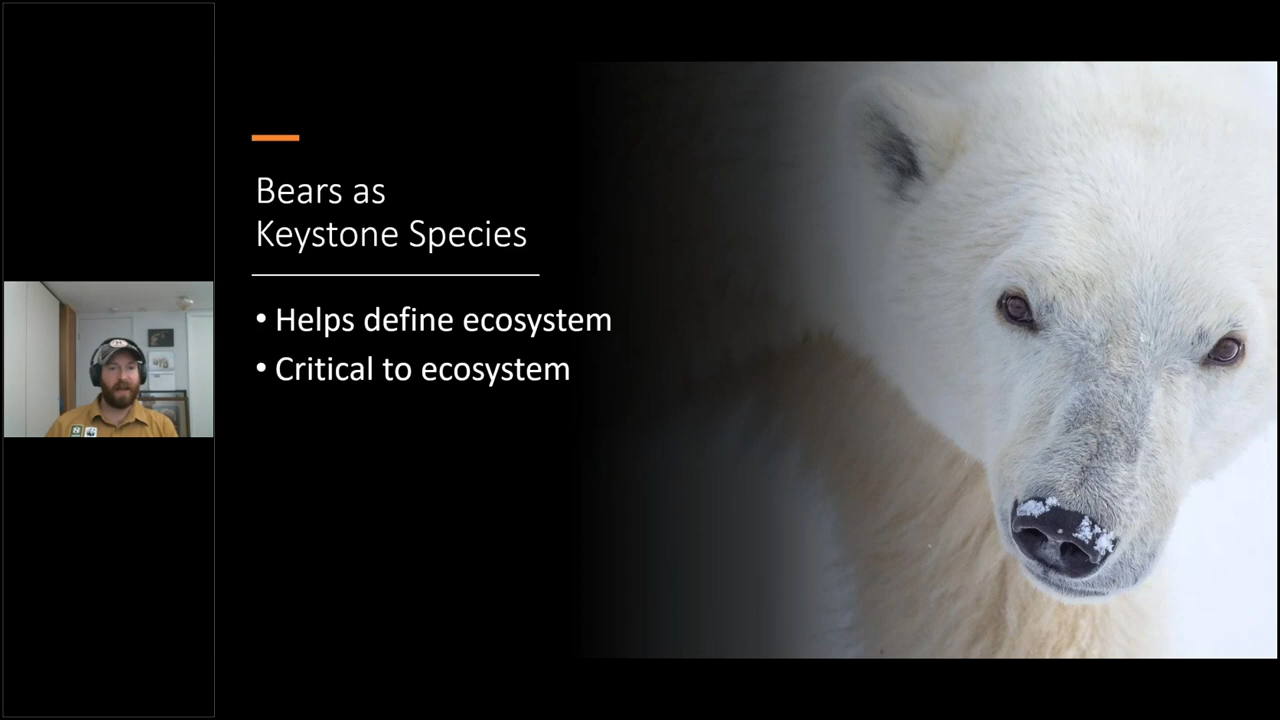 Bears as
Keystone Species
• Helps define ecosystem
• Critical to ecosystem